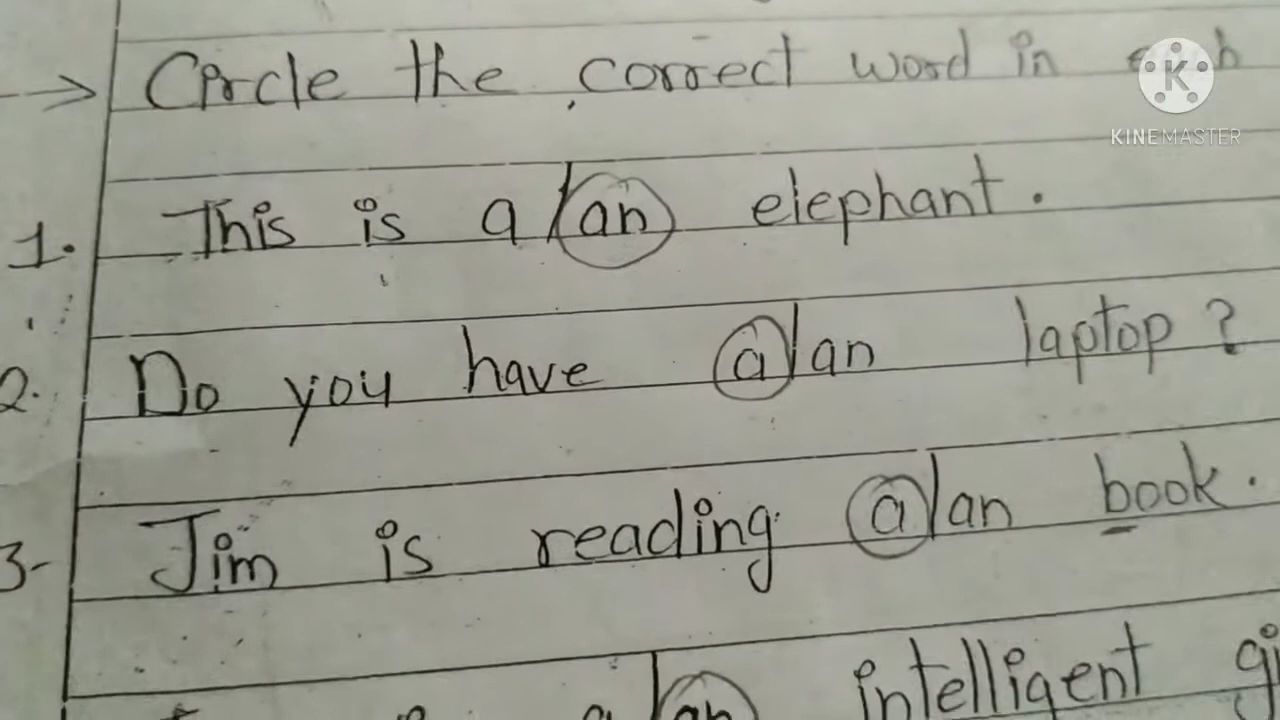 Circle the correct word in
KINEMASTER
1. This is a/an elephant.
2. Do you have a/an laptop?
3- Jim is reading a/an book.
a/an intelligent